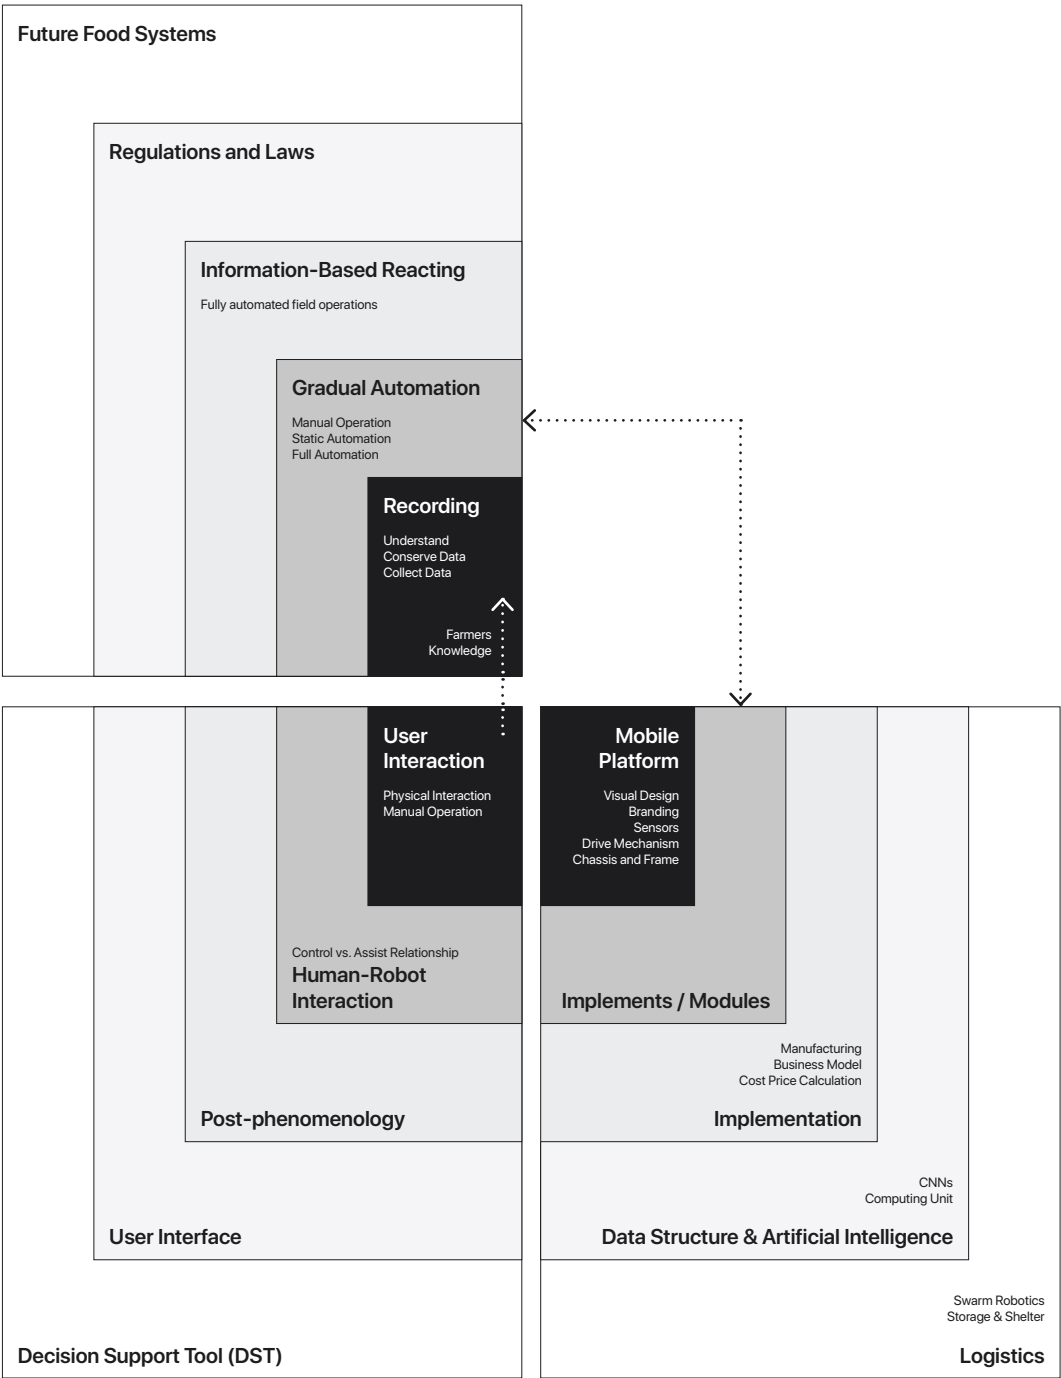 Future Food Systems
Regulations and Laws
Information-Based Reacting
Fully automated field operations
Gradual Automation
Manual Operation
Static Automation
Full Automation
Recording
Understand
Conserve Data
Collect Data
Farmers
Knowledge
User
Interaction
Physical Interaction
Manual Operation
Control vs. Assist Relationship
Human-Robot
Interaction
Post-phenomenology
User Interface
Decision Support Tool (DST)
Mobile
Platform
Visual Design
Branding
Sensors
Drive Mechanism
Chassis and Frame
Implements / Modules
Manufacturing
Business Model
Cost Price Calculation
Implementation
CNNs
Computing Unit
Data Structure & Artificial Intelligence
Swarm Robotics
Storage & Shelter
Logistics